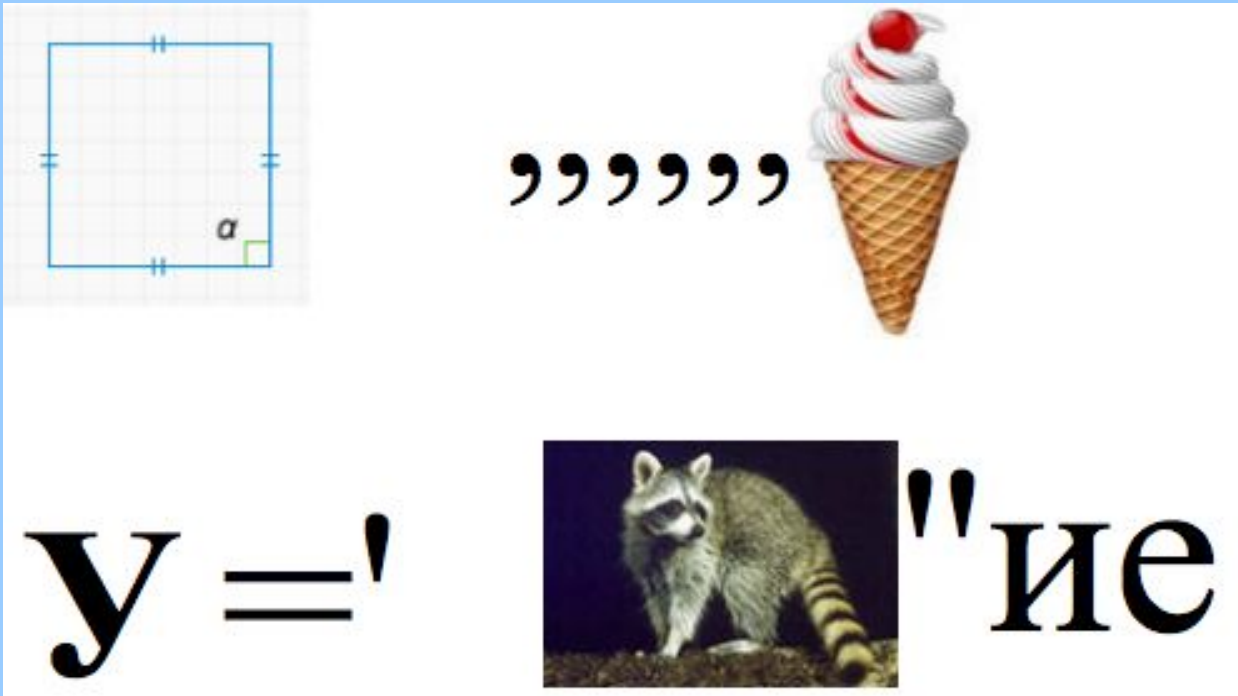 α
,,,,,,
у =' "ие